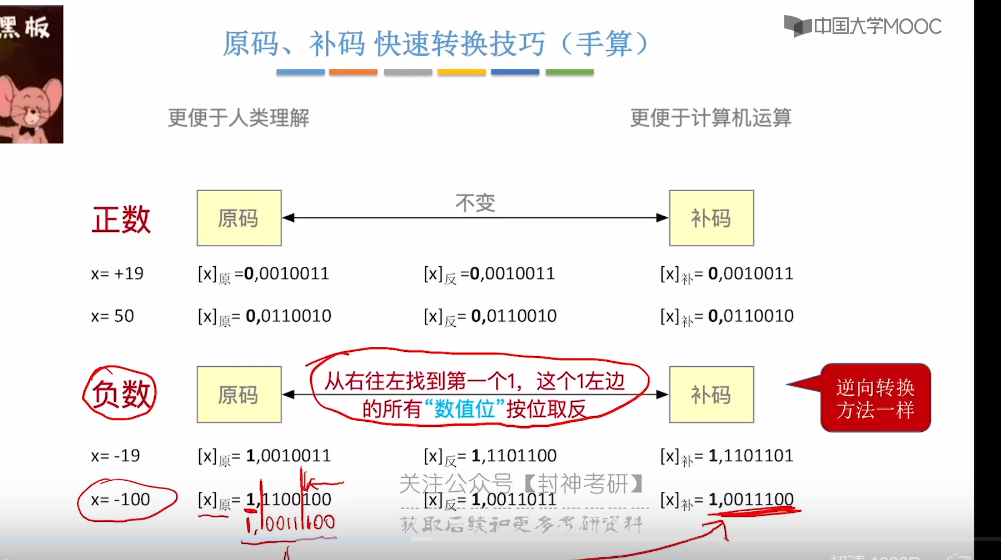 黑板
中国大学MOOC
原码、补码 快速转换技巧（手算）
更便于人类理解 更便于计算机运算
正数 原码 不变 补码
x= +19 [x]原=0,0010011 [x]反=0,0010011 [x]补= 0,0010011
x= 50 [x]原= 0,0110010 [x]反= 0,0110010 [x]补= 0,0110010
负数 原码 从右往左找到第一个1，这个1左边 补码 逆向转换
的所有“数值位”按位取反 方法一样
x= -19 [x]原= 1,0010011 [x]反= 1,1101100 [x]补= 1,1101101
关注公众号【封神考研】
x= -100 [x]原= 1,1100100 [x]反= 1,0011011 [x]补= 1,0011100
1,0011100
获取后续和更多考研资料